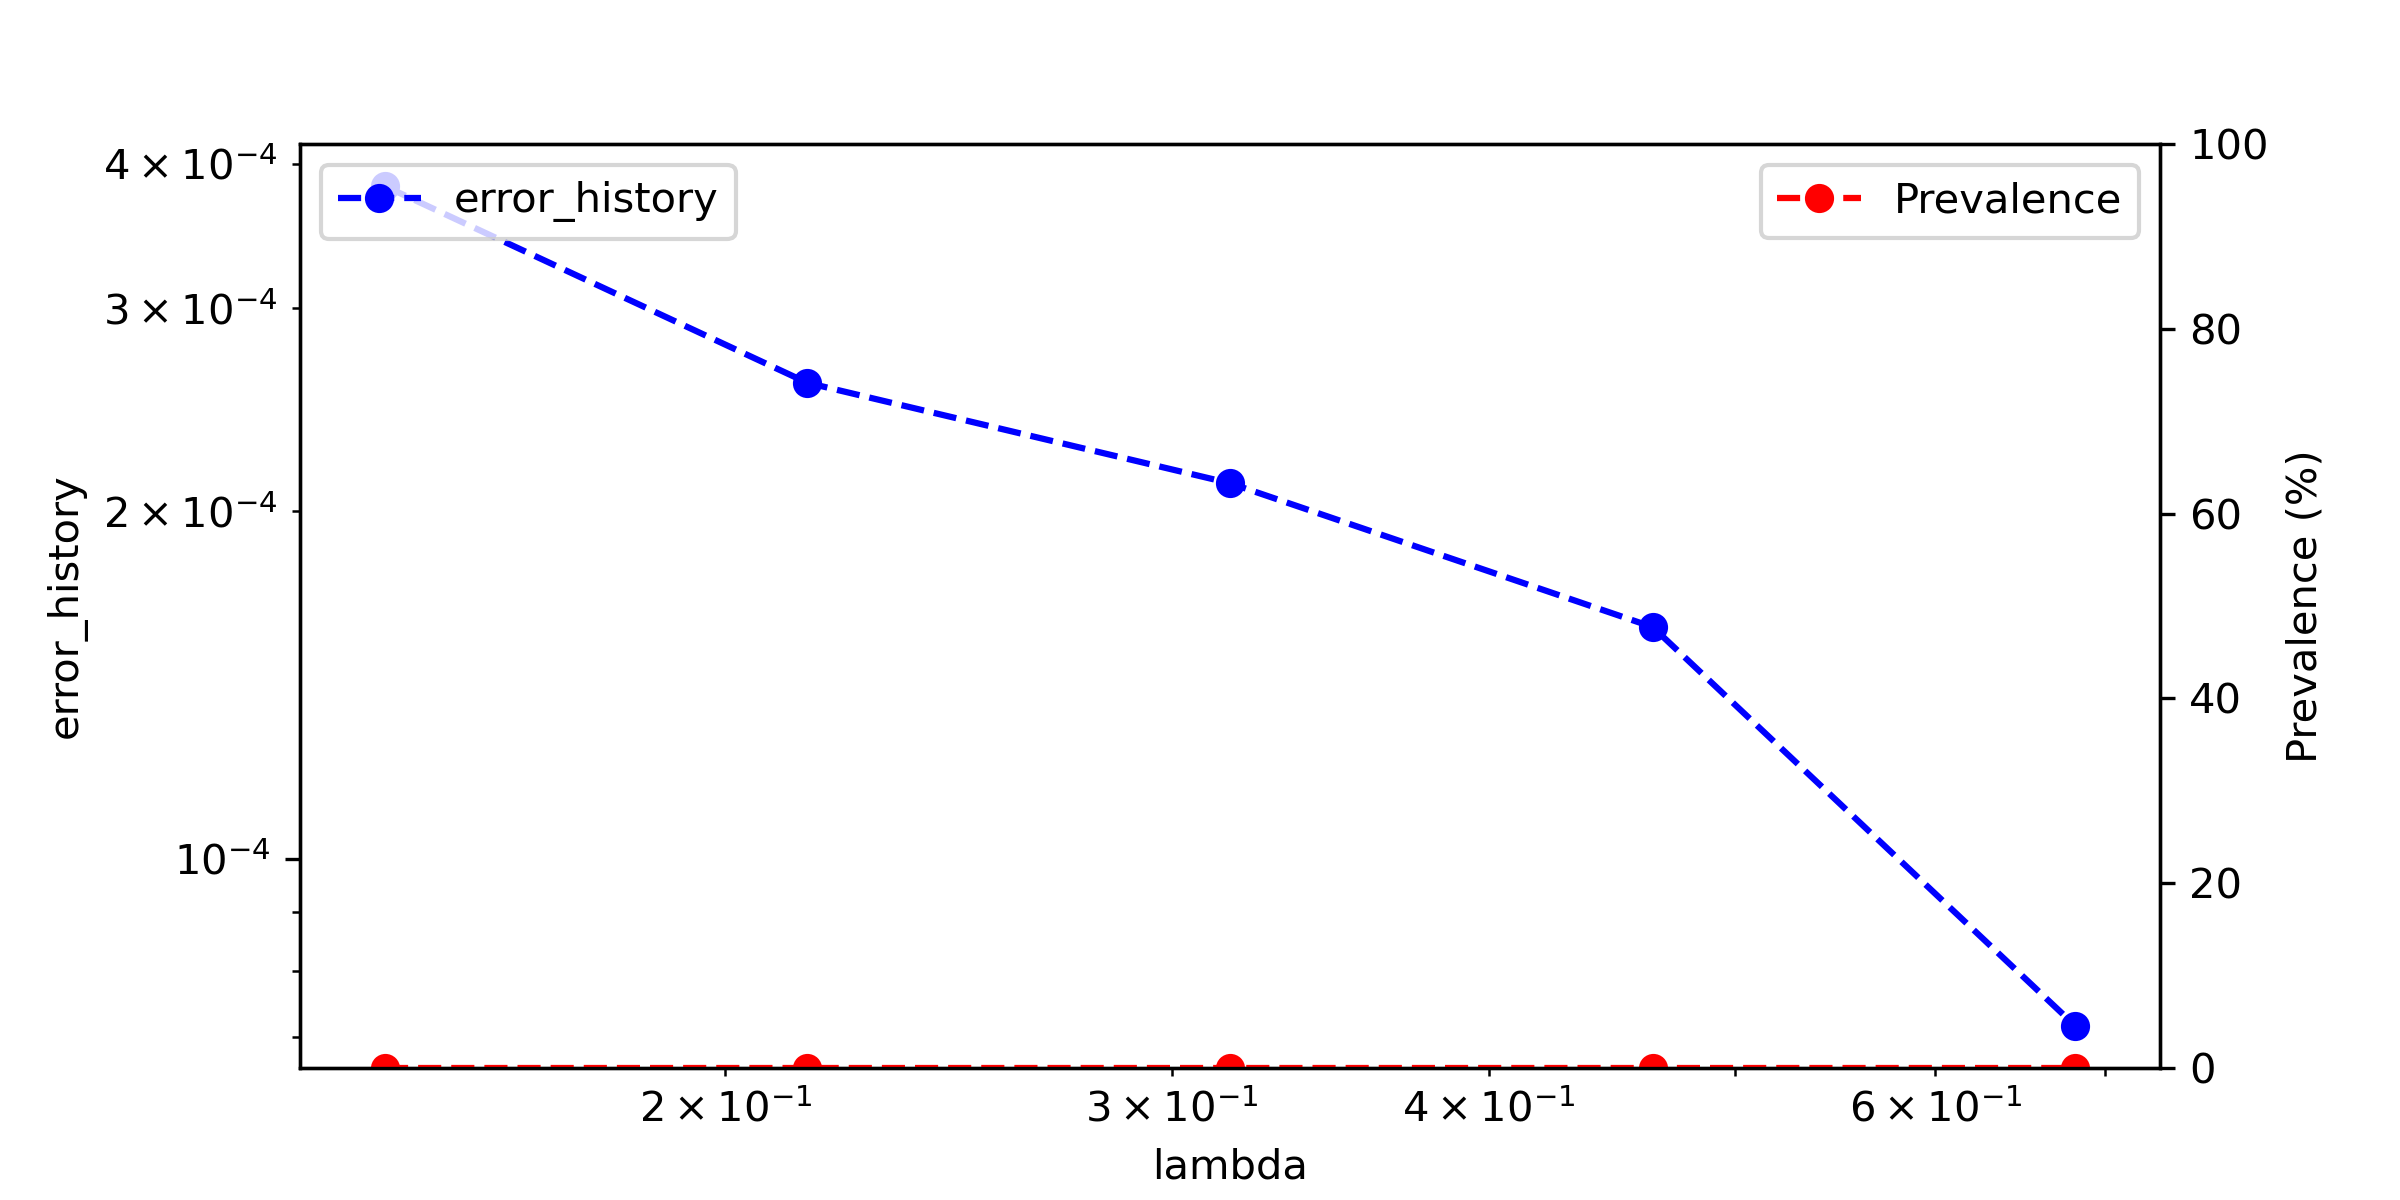 error_history
Prevalence
4 × 10⁻⁴
3 × 10⁻⁴
2 × 10⁻⁴
10⁻⁴
error_history
100
80
60
40
20
0
Prevalence (%)
2 × 10⁻¹
3 × 10⁻¹
4 × 10⁻¹
6 × 10⁻¹
lambda